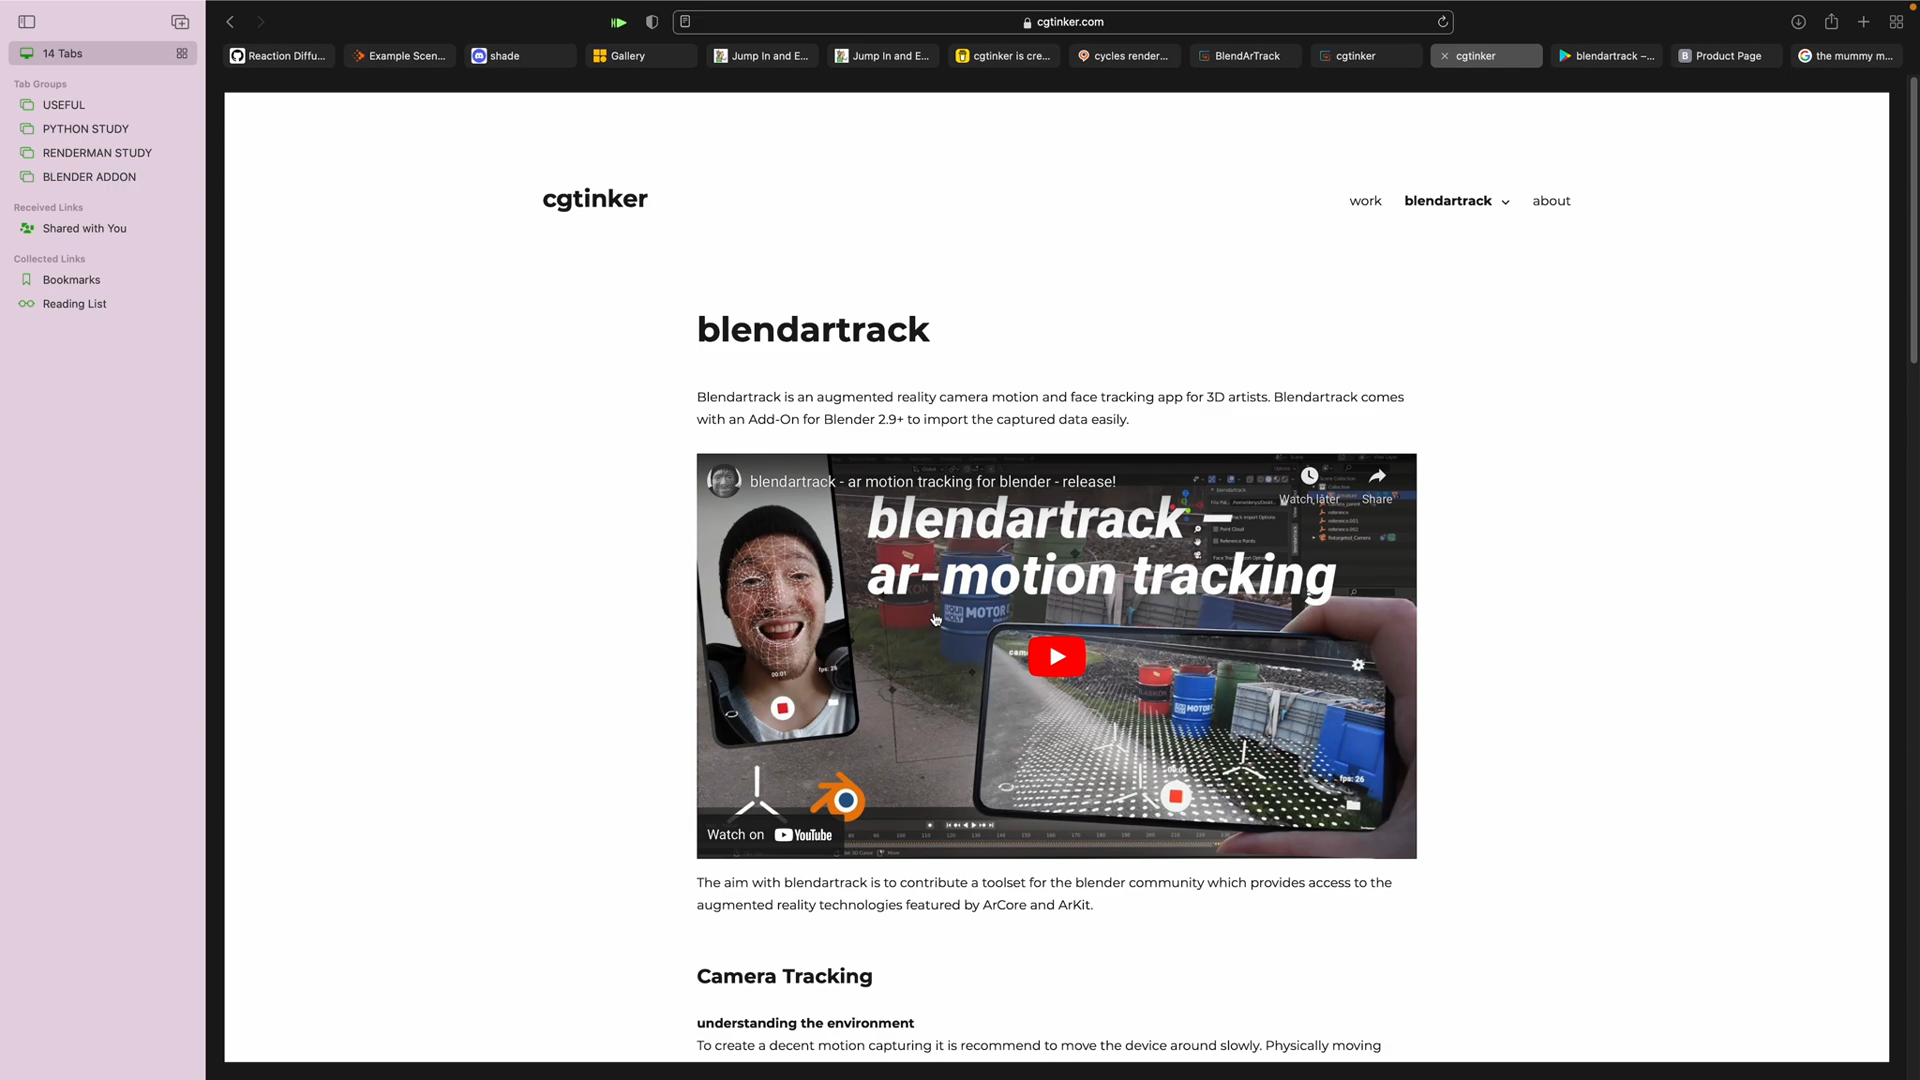 cgtinker.com
14 Tabs
Reaction Diffu...
Example Scen...
shade
Gallery
Jump In and E...
Jump In and E...
cgtinker is cre...
cycles render...
BlendArTrack
cgtinker
cgtinker
blendartrack –...
Product Page
the mummy m...
Tab Groups
USEFUL
PYTHON STUDY
RENDERMAN STUDY
BLENDER ADDON
Received Links
Shared with You
Collected Links
Bookmarks
Reading List
cgtinker
work
blendartrack
about
blendartrack
Blendartrack is an augmented reality camera motion and face tracking app for 3D artists. Blendartrack comes
with an Add-On for Blender 2.9+ to import the captured data easily.
blendartrack - ar motion tracking for blender - release!
Watch later
Share
blendartrack –
ar-motion tracking
MOTOR
00:01
fps: 26
fps: 26
Watch on YouTube
The aim with blendartrack is to contribute a toolset for the blender community which provides access to the
augmented reality technologies featured by ArCore and ArKit.
Camera Tracking
understanding the environment
To create a decent motion capturing it is recommend to move the device around slowly. Physically moving